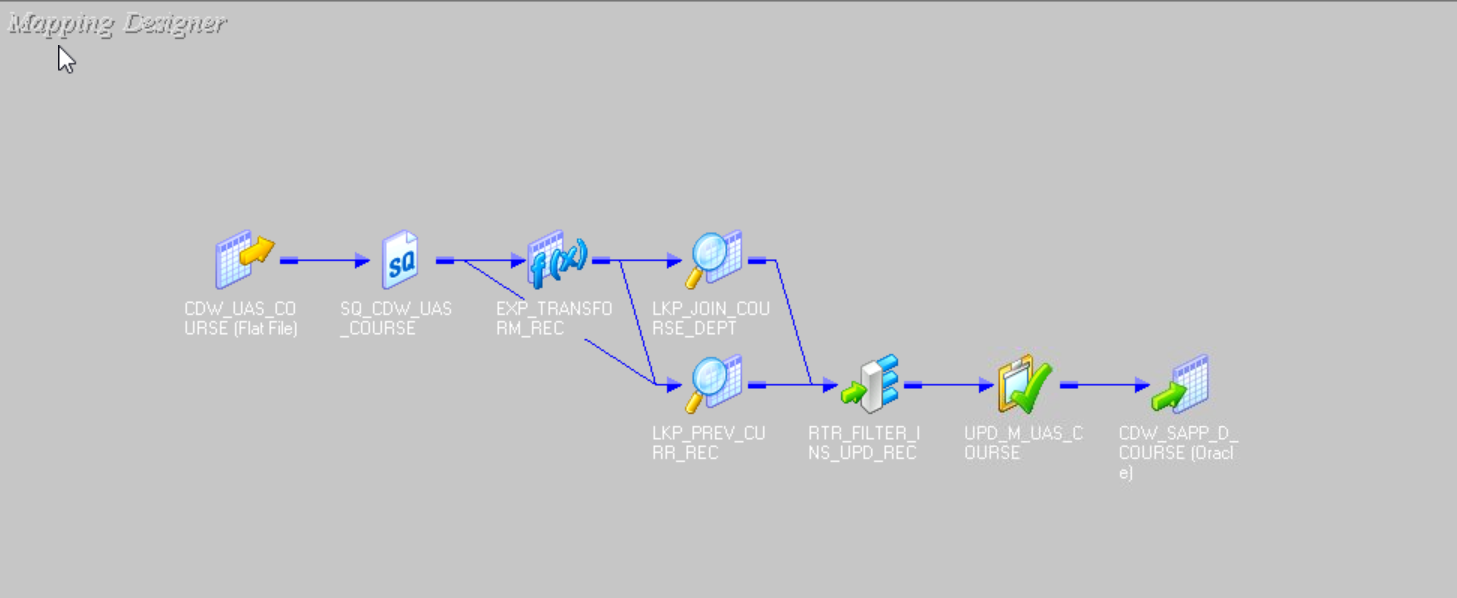 Mapping Designer
CDW_UAS_CO
URSE (Flat File)
SQ
SQ_CDW_UAS
_COURSE
f(x)
EXP_TRANSFO
RM_REC
LKP_JOIN_COU
RSE_DEPT
LKP_PREV_CU
RR_REC
RTR_FILTER_I
NS_UPD_REC
UPD_M_UAS_C
OURSE
CDW_SAPP_D_
COURSE (Oracl
e)